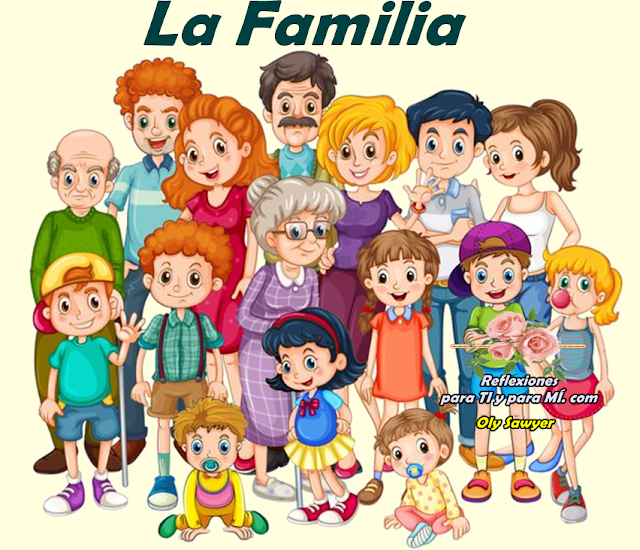 La Familia
Reflexiones
para TI y para MÍ. com
Oly Sawyer